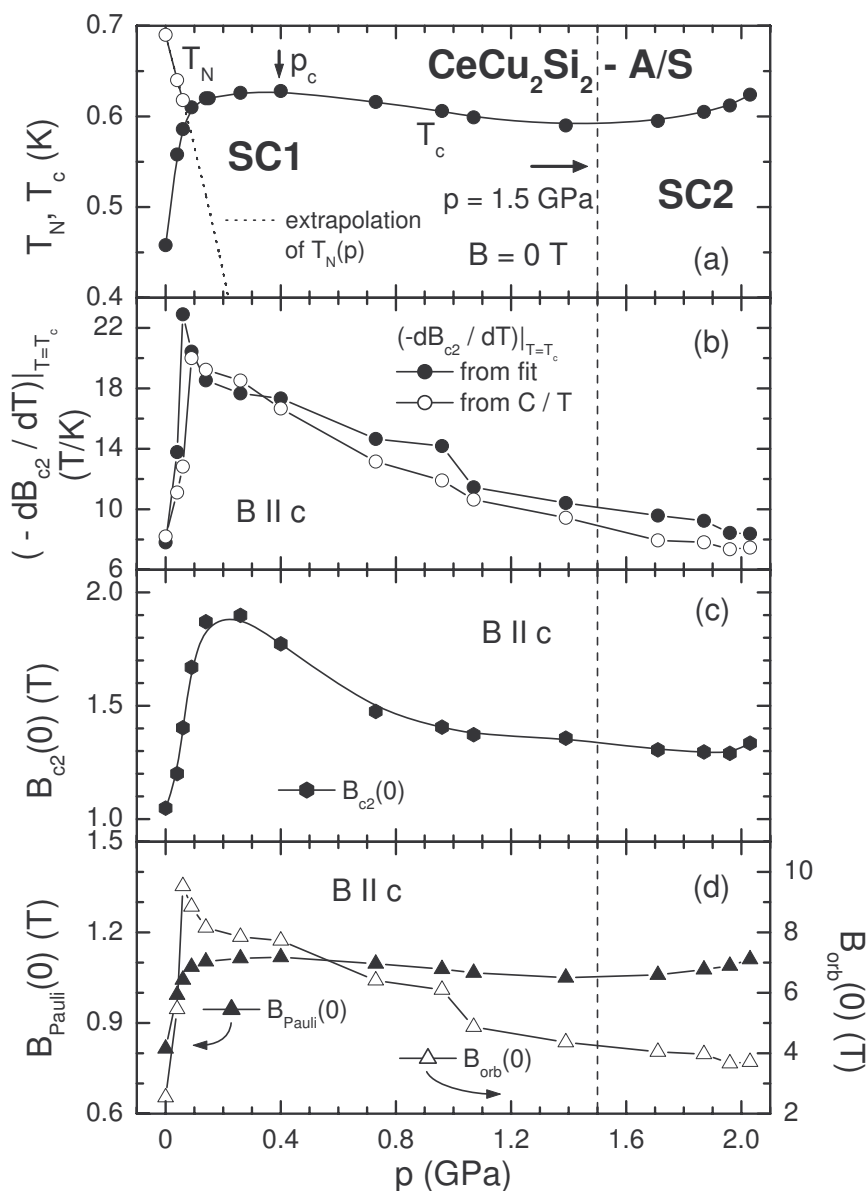 0.7
0.6
0.5
0.4
T_N, T_c (K)
T_N
p_c
CeCu₂Si₂ - A/S
SC1
T_c
p = 1.5 GPa
SC2
extrapolation
of T_N(p)
B = 0 T
(a)
22
18
14
10
6
(- dB_c2 / dT)|_T=T_c
(T/K)
(b)
(-dB_c2 / dT)|_T=T_c
from fit
from C / T
B II c
2.0
1.5
1.0
B_c2(0) (T)
(c)
B II c
B_c2(0)
1.5
1.2
0.9
0.6
B_Pauli(0) (T)
B II c
(d)
B_Pauli(0)
B_orb(0)
10
8
6
4
2
B_orb(0) (T)
0 0.4 0.8 1.2 1.6 2.0
p (GPa)